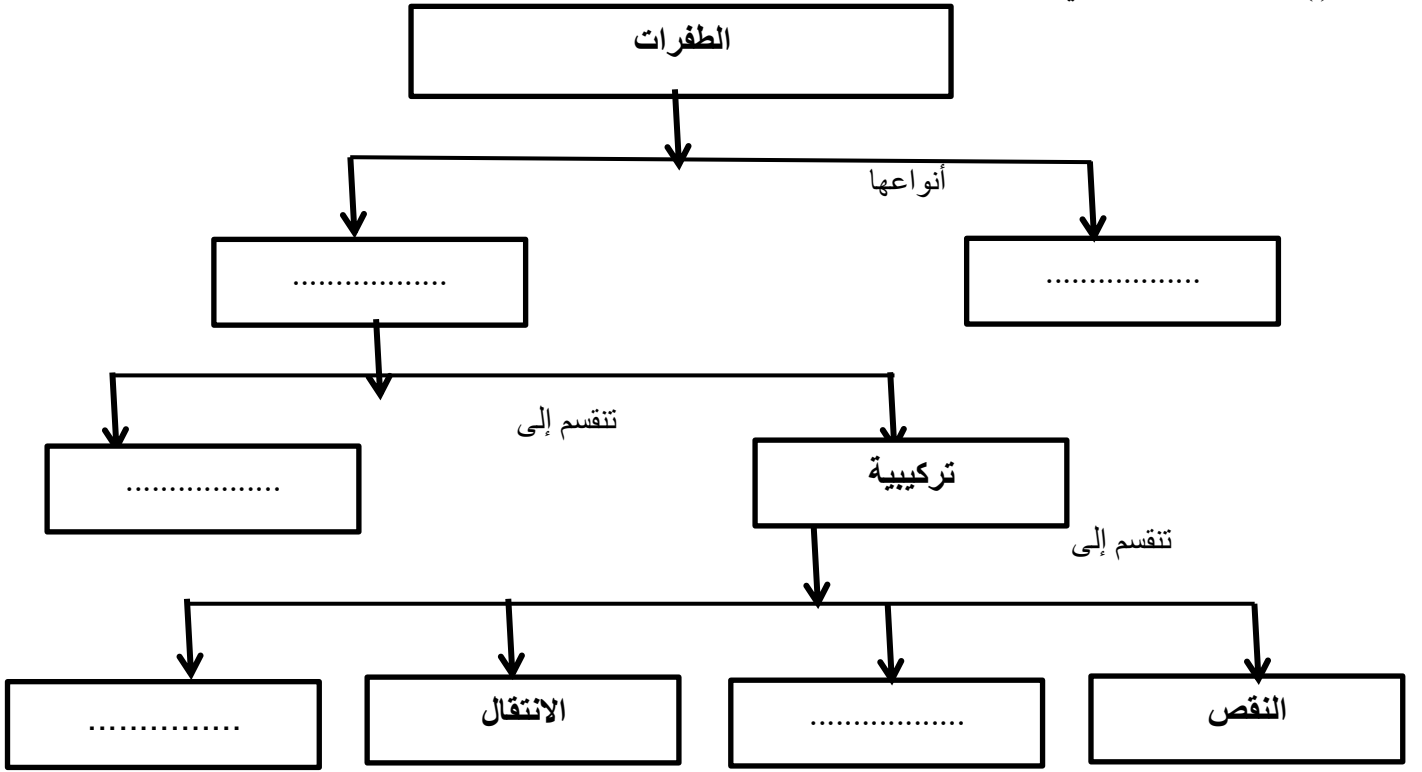 الطفرات
أنواعها
.................. ..................
تنقسم إلى
تركيبية ..................
تنقسم إلى
النقص .................. الانتقال ...............